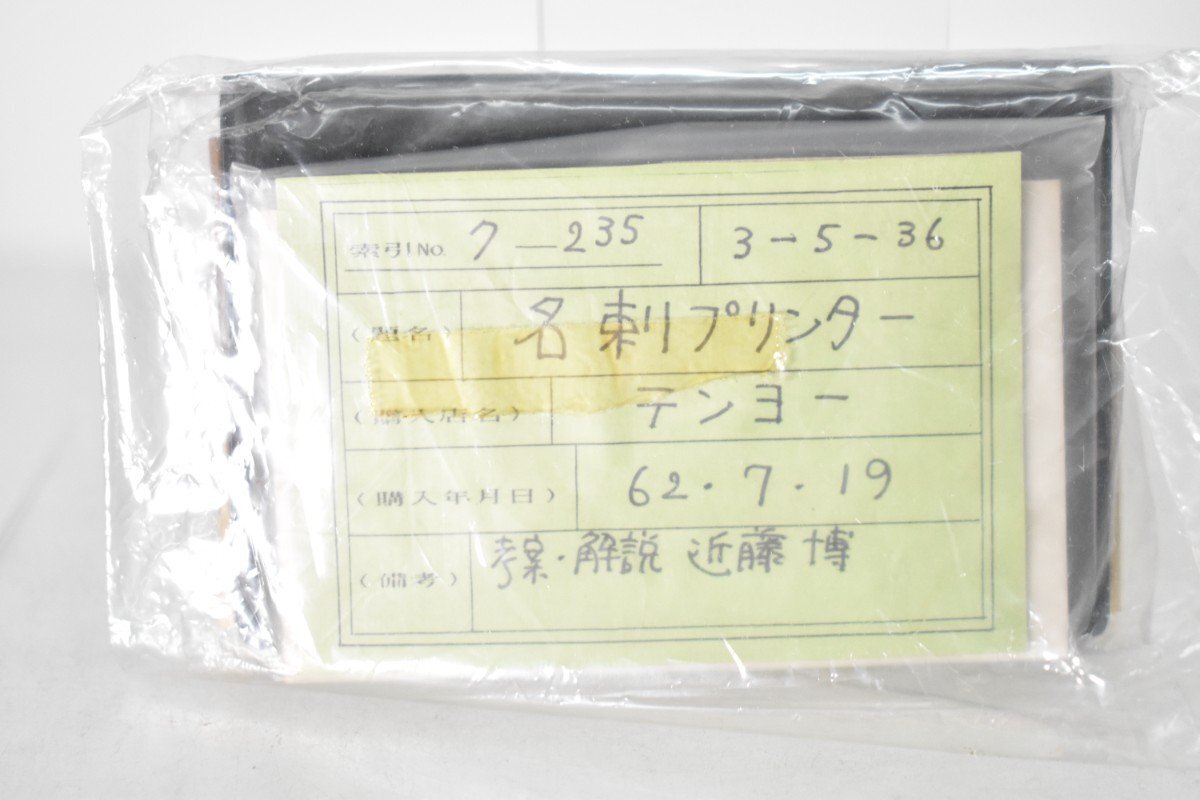 索引No. 7-235 3-5-36
(題名) 名刺プリンター
(購入店名) テンヨー
(購入年月日) 62.7.19
(備考) 考案・解説 近藤博